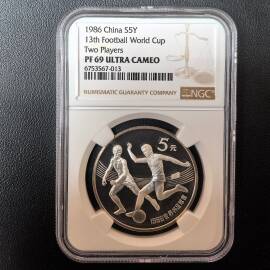 1986 China S5Y
13th Football World Cup
Two Players
PF 69 ULTRA CAMEO
6753567-013
NUMISMATIC GUARANTY COMPANY
NGC
5元
1986